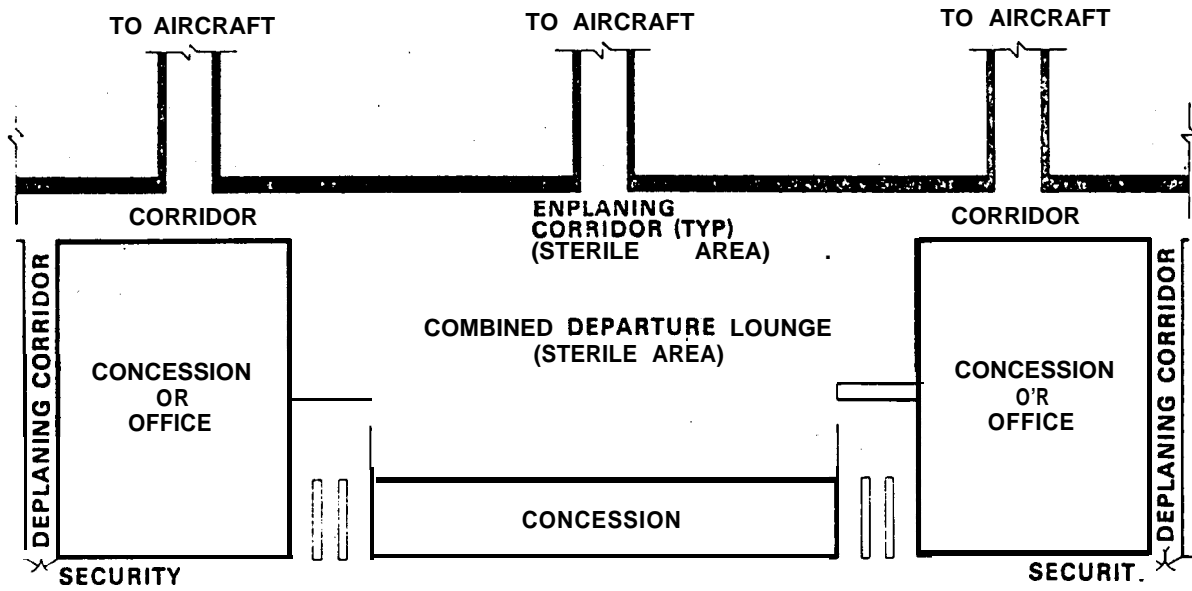 TO AIRCRAFT
TO AIRCRAFT
TO AIRCRAFT
CORRIDOR
ENPLANING
CORRIDOR (TYP)
(STERILE AREA) .
CORRIDOR
DEPLANING CORRIDOR
CONCESSION
OR
OFFICE
COMBINED DEPARTURE LOUNGE
(STERILE AREA)
CONCESSION
O'R
OFFICE
DEPLANING CORRIDOR
CONCESSION
SECURITY
SECURIT.